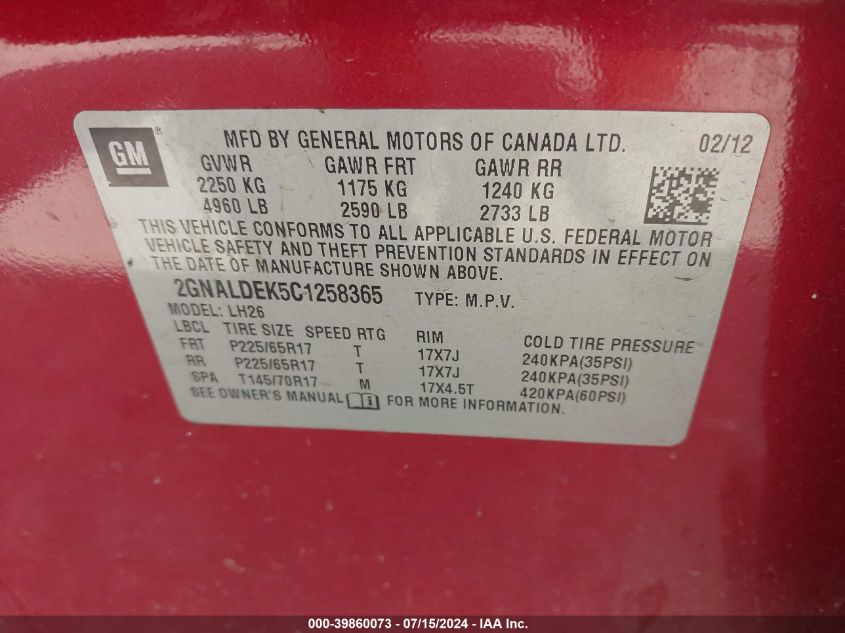 GM ®
MFD BY GENERAL MOTORS OF CANADA LTD. 02/12
GVWR GAWR FRT GAWR RR
2250 KG 1175 KG 1240 KG
4960 LB 2590 LB 2733 LB
THIS VEHICLE CONFORMS TO ALL APPLICABLE U.S. FEDERAL MOTOR
VEHICLE SAFETY AND THEFT PREVENTION STANDARDS IN EFFECT ON
THE DATE OF MANUFACTURE SHOWN ABOVE.
2GNALDEK5C1258365 TYPE: M.P.V.
MODEL: LH26
LBCL TIRE SIZE SPEED RTG RIM COLD TIRE PRESSURE
FRT P225/65R17 T 17X7J 240KPA(35PSI)
RR P225/65R17 T 17X7J 240KPA(35PSI)
SPA T145/70R17 M 17X4.5T 420KPA(60PSI)
SEE OWNER'S MANUAL FOR MORE INFORMATION.
000-39860073 - 07/15/2024 - IAA Inc.